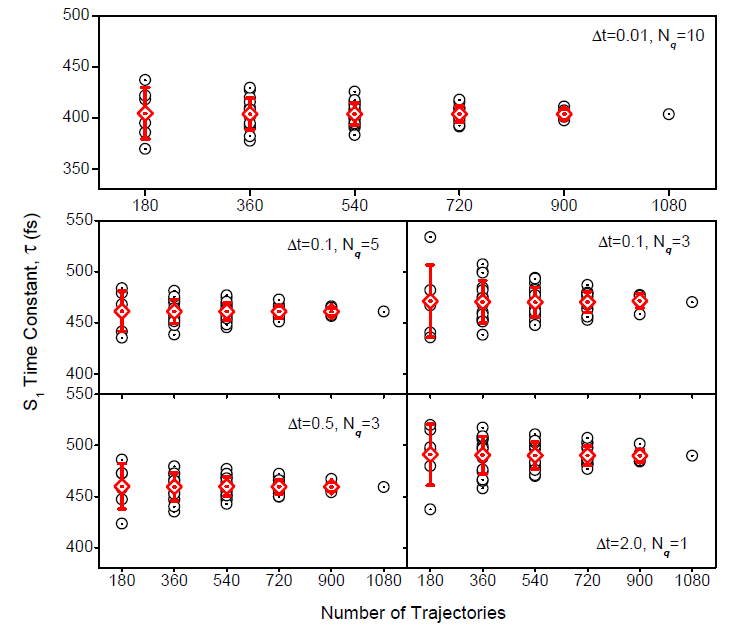 500
450
400
350
Δt=0.01, Nq=10
180 360 540 720 900 1080
S1 Time Constant, τ (fs)
550
500
450
400
Δt=0.1, Nq=5
Δt=0.1, Nq=3
550
500
450
400
Δt=0.5, Nq=3
Δt=2.0, Nq=1
180 360 540 720 900 1080 180 360 540 720 900 1080
Number of Trajectories